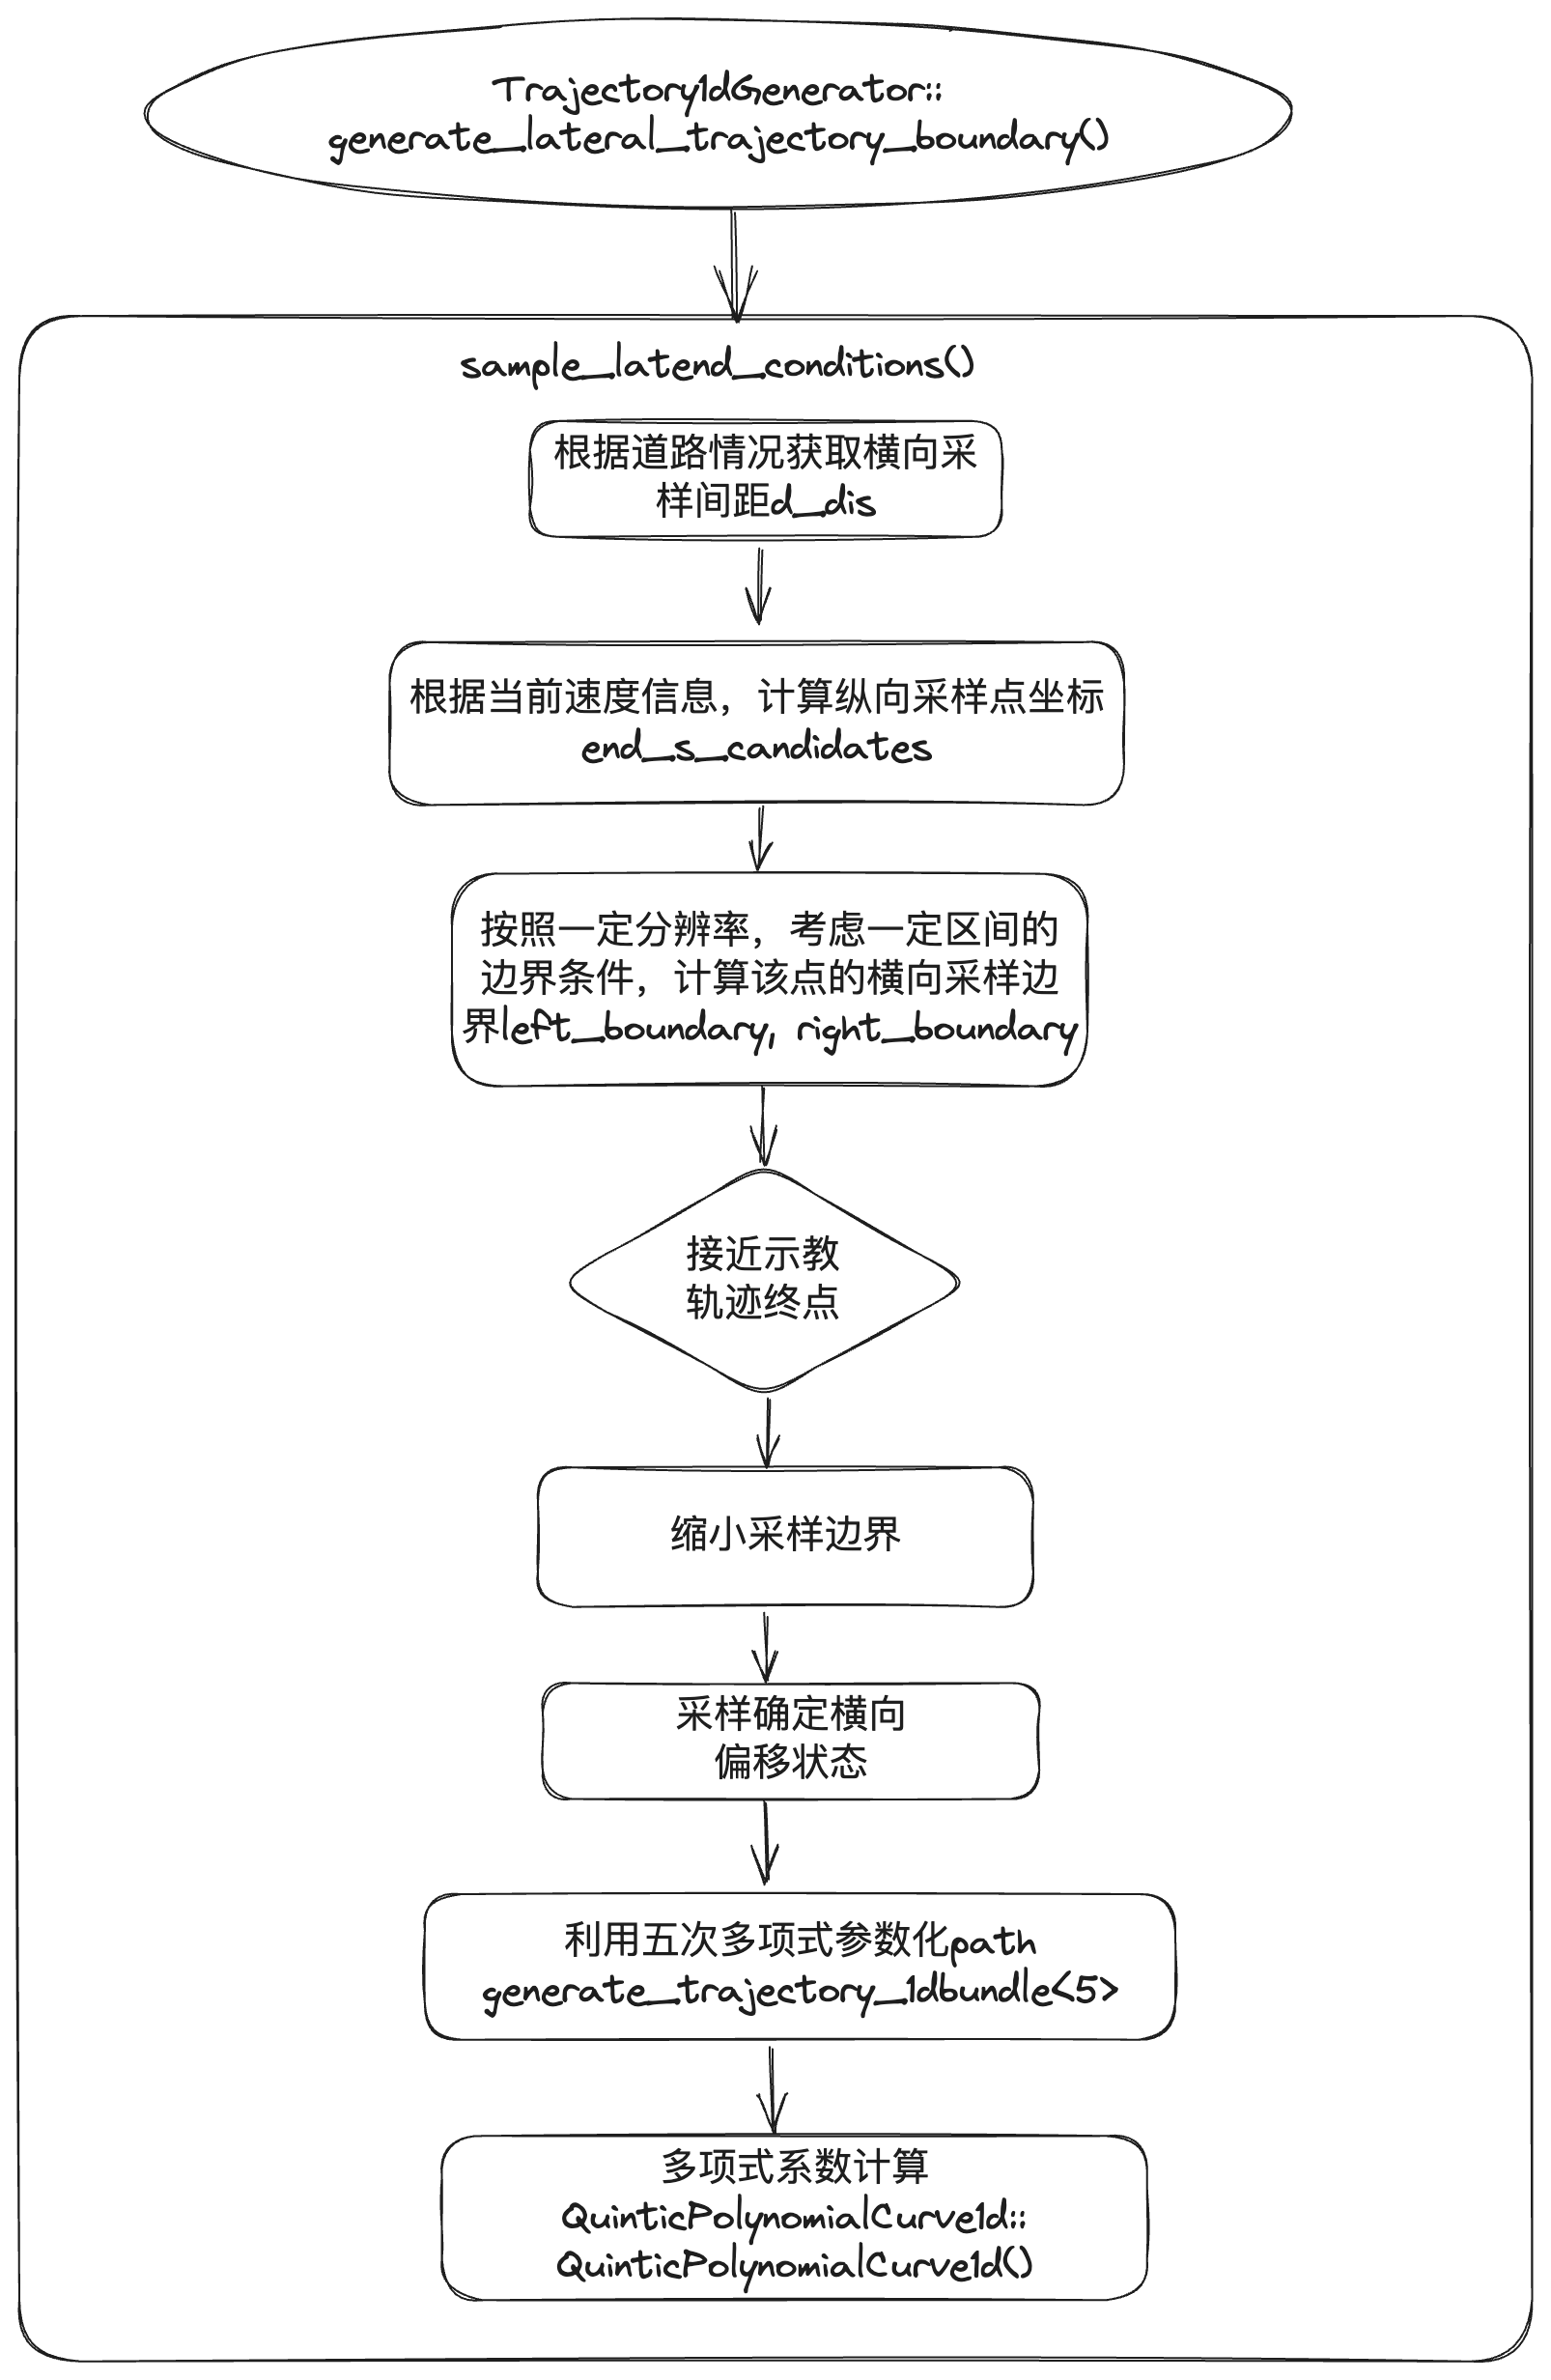 Trajectory1dGenerator::
generate_lateral_trajectory_boundary()
sample_latend_conditions()
根据道路情况获取横向采
样间距d_dis
根据当前速度信息，计算纵向采样点坐标
end_s_candidates
按照一定分辨率，考虑一定区间的
边界条件，计算该点的横向采样边
界left_boundary, right_boundary
接近示教
轨迹终点
缩小采样边界
采样确定横向
偏移状态
利用五次多项式参数化path
generate_trajectory_1dbundle<5>
多项式系数计算
QuinticPolynomialCurve1d::
QuinticPolynomialCurve1d()